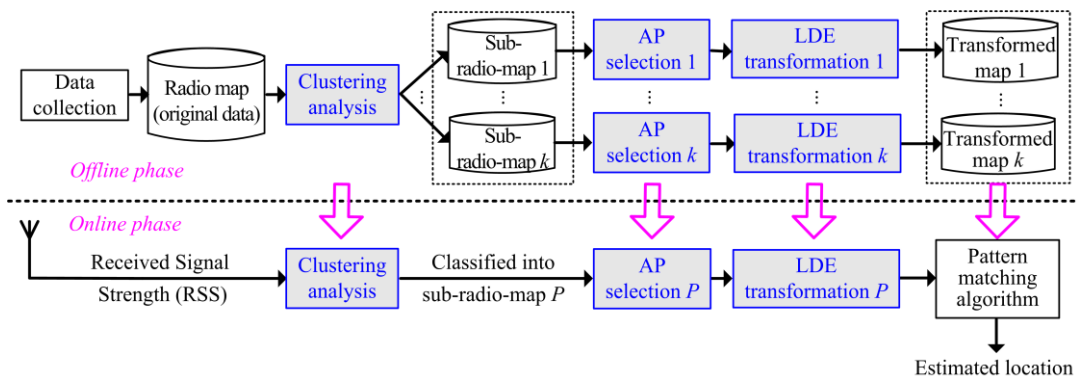 Data
collection
Radio map
(original data)
Clustering
analysis
Sub-
radio-map 1
AP
selection 1
LDE
transformation 1
Transformed
map 1
⋮
⋮
⋮
⋮
⋮
Sub-
radio-map k
AP
selection k
LDE
transformation k
Transformed
map k
Offline phase
Online phase
Received Signal
Strength (RSS)
Clustering
analysis
Classified into
sub-radio-map P
AP
selection P
LDE
transformation P
Pattern
matching
algorithm
Estimated location